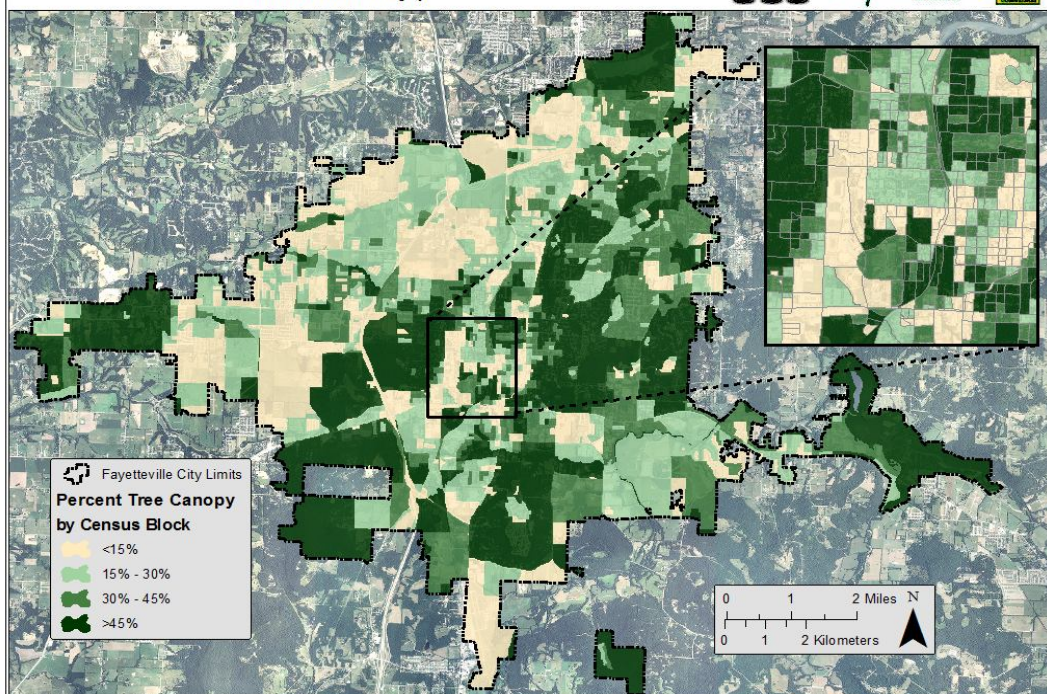 Fayetteville City Limits
Percent Tree Canopy
by Census Block
<15%
15% - 30%
30% - 45%
>45%
0 1 2 Miles N
0 1 2 Kilometers